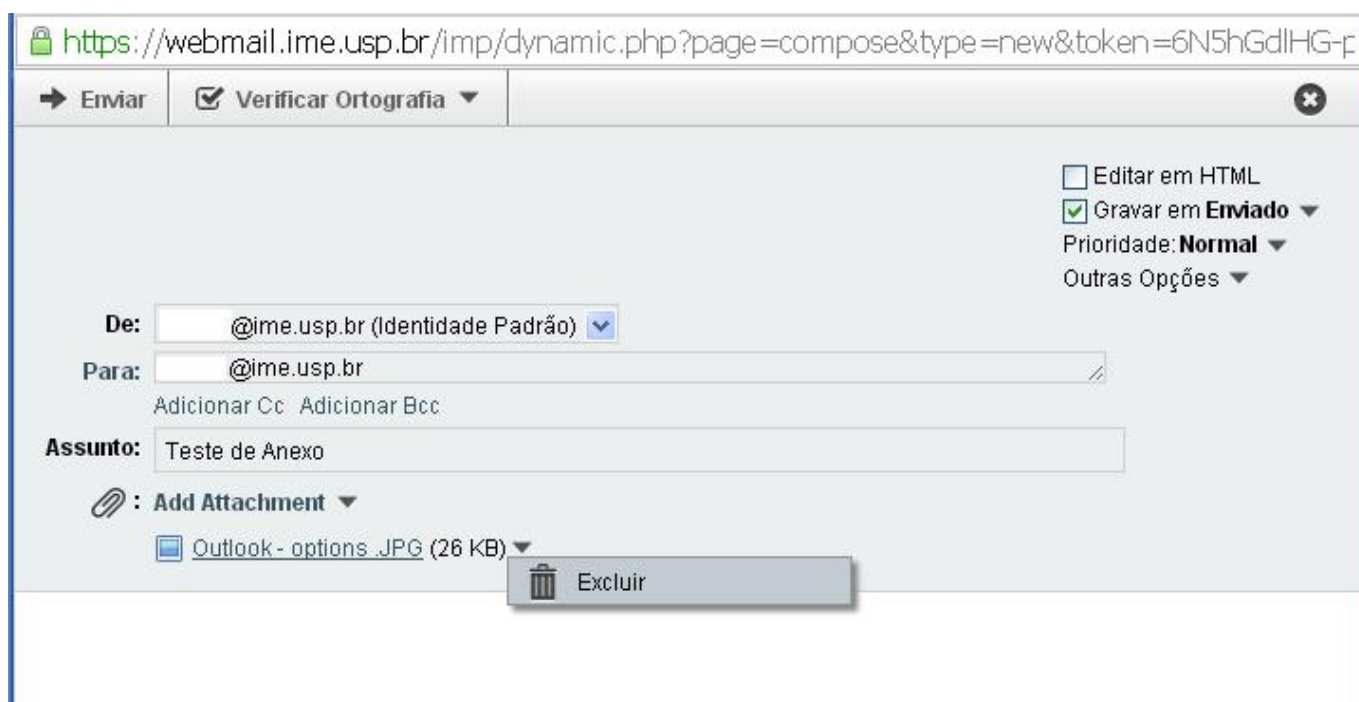 https://webmail.ime.usp.br/imp/dynamic.php?page=compose&type=new&token=6N5hGdlHG-p
Enviar Verificar Ortografia
Editar em HTML
Gravar em Enviado
Prioridade: Normal
Outras Opções
De: @ime.usp.br (Identidade Padrão)
Para: @ime.usp.br
Adicionar Cc Adicionar Bcc
Assunto: Teste de Anexo
: Add Attachment
Outlook - options .JPG (26 KB)
Excluir